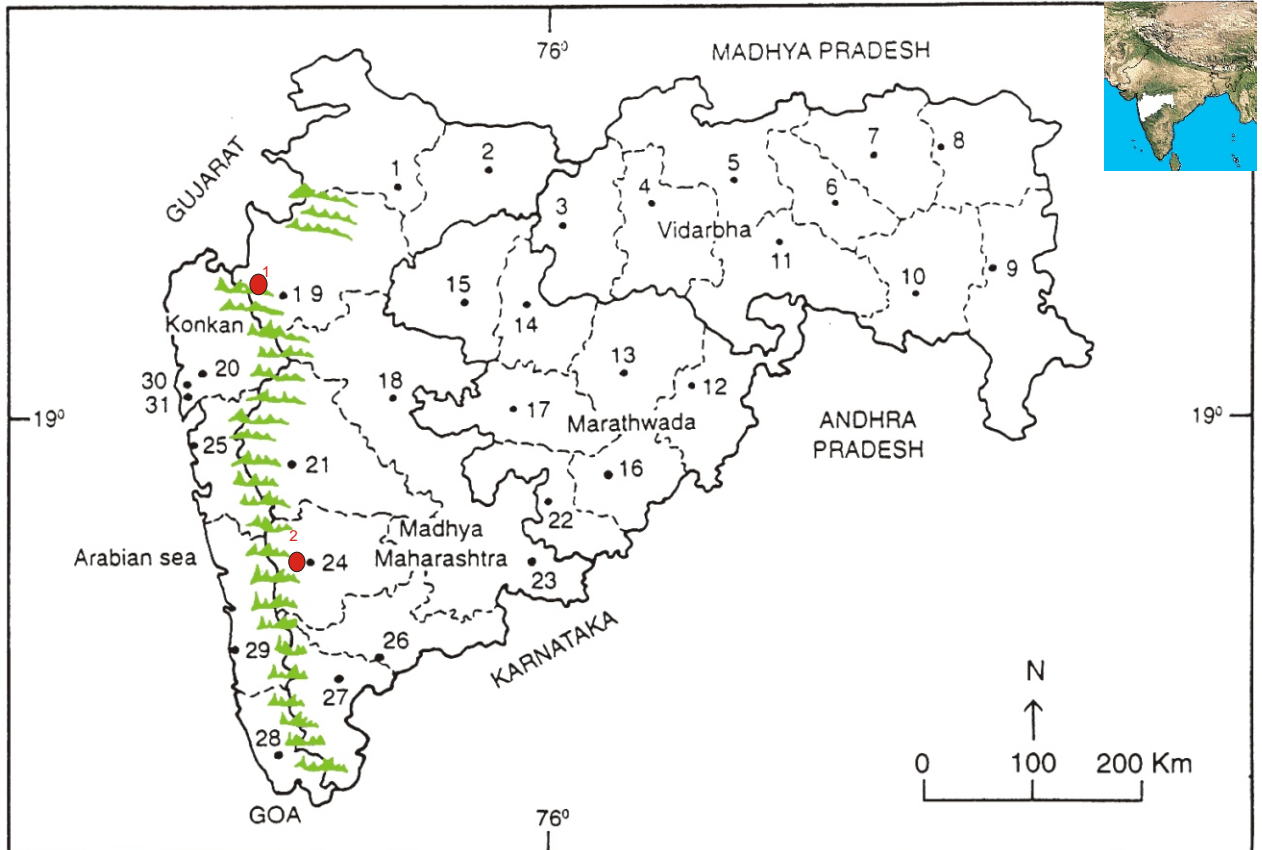 76⁰
MADHYA PRADESH
GUJARAT
1
2
3
4
5
6
7
8
Vidarbha
9
10
11
1
1 9
15
14
Konkan
13
12
20
30
31
18
17
Marathwada
19⁰
19⁰
ANDHRA
PRADESH
25
21
16
22
2
Madhya
Maharashtra
Arabian sea
24
23
KARNATAKA
29
26
27
28
N
0 100 200 Km
GOA
76⁰